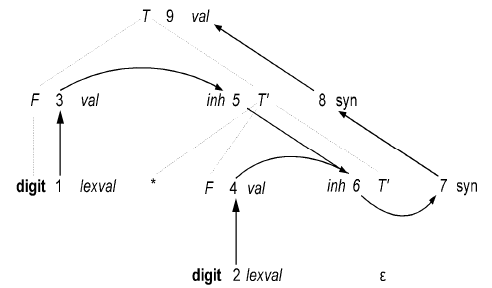 T 9 val
F 3 val inh 5 T' 8 syn
digit 1 lexval * F 4 val inh 6 T' 7 syn
digit 2 lexval ε